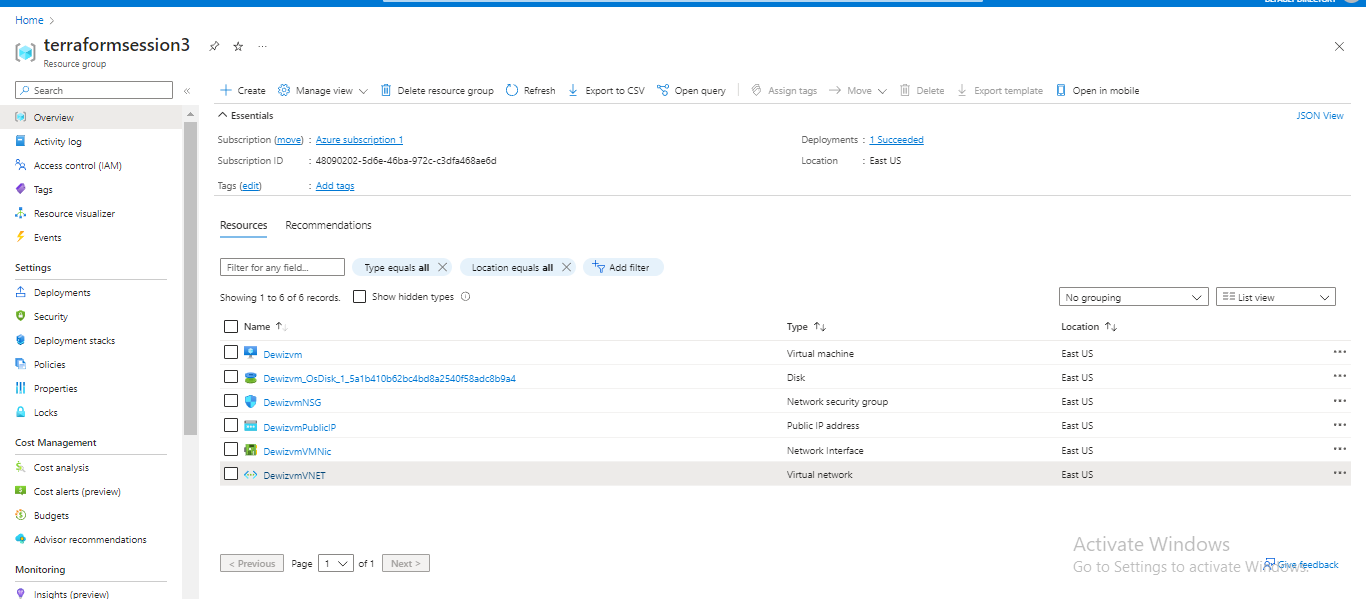 DEFAULT DIRECTORY
Home >
terraformsession3
Resource group
Search
Overview
Activity log
Access control (IAM)
Tags
Resource visualizer
Events
Settings
Deployments
Security
Deployment stacks
Policies
Properties
Locks
Cost Management
Cost analysis
Cost alerts (preview)
Budgets
Advisor recommendations
Monitoring
Insights (preview)
Create Manage view Delete resource group Refresh Export to CSV Open query Assign tags Move Delete Export template Open in mobile
Essentials JSON View
Subscription (move) : Azure subscription 1 Deployments : 1 Succeeded
Subscription ID : 48090202-5d6e-46ba-972c-c3dfa468ae6d Location : East US
Tags (edit) : Add tags
Resources Recommendations
Filter for any field... Type equals all Location equals all Add filter
Showing 1 to 6 of 6 records. Show hidden types No grouping List view
Name Type Location
Dewizvm Virtual machine East US
Dewizvm_OsDisk_1_5a1b410b62bc4bd8a2540f58adc8b9a4 Disk East US
DewizvmNSG Network security group East US
DewizvmPublicIP Public IP address East US
DewizvmVMNic Network Interface East US
DewizvmVNET Virtual network East US
< Previous Page 1 of 1 Next >
Activate Windows
Go to Settings to activate Windows.
Give feedback